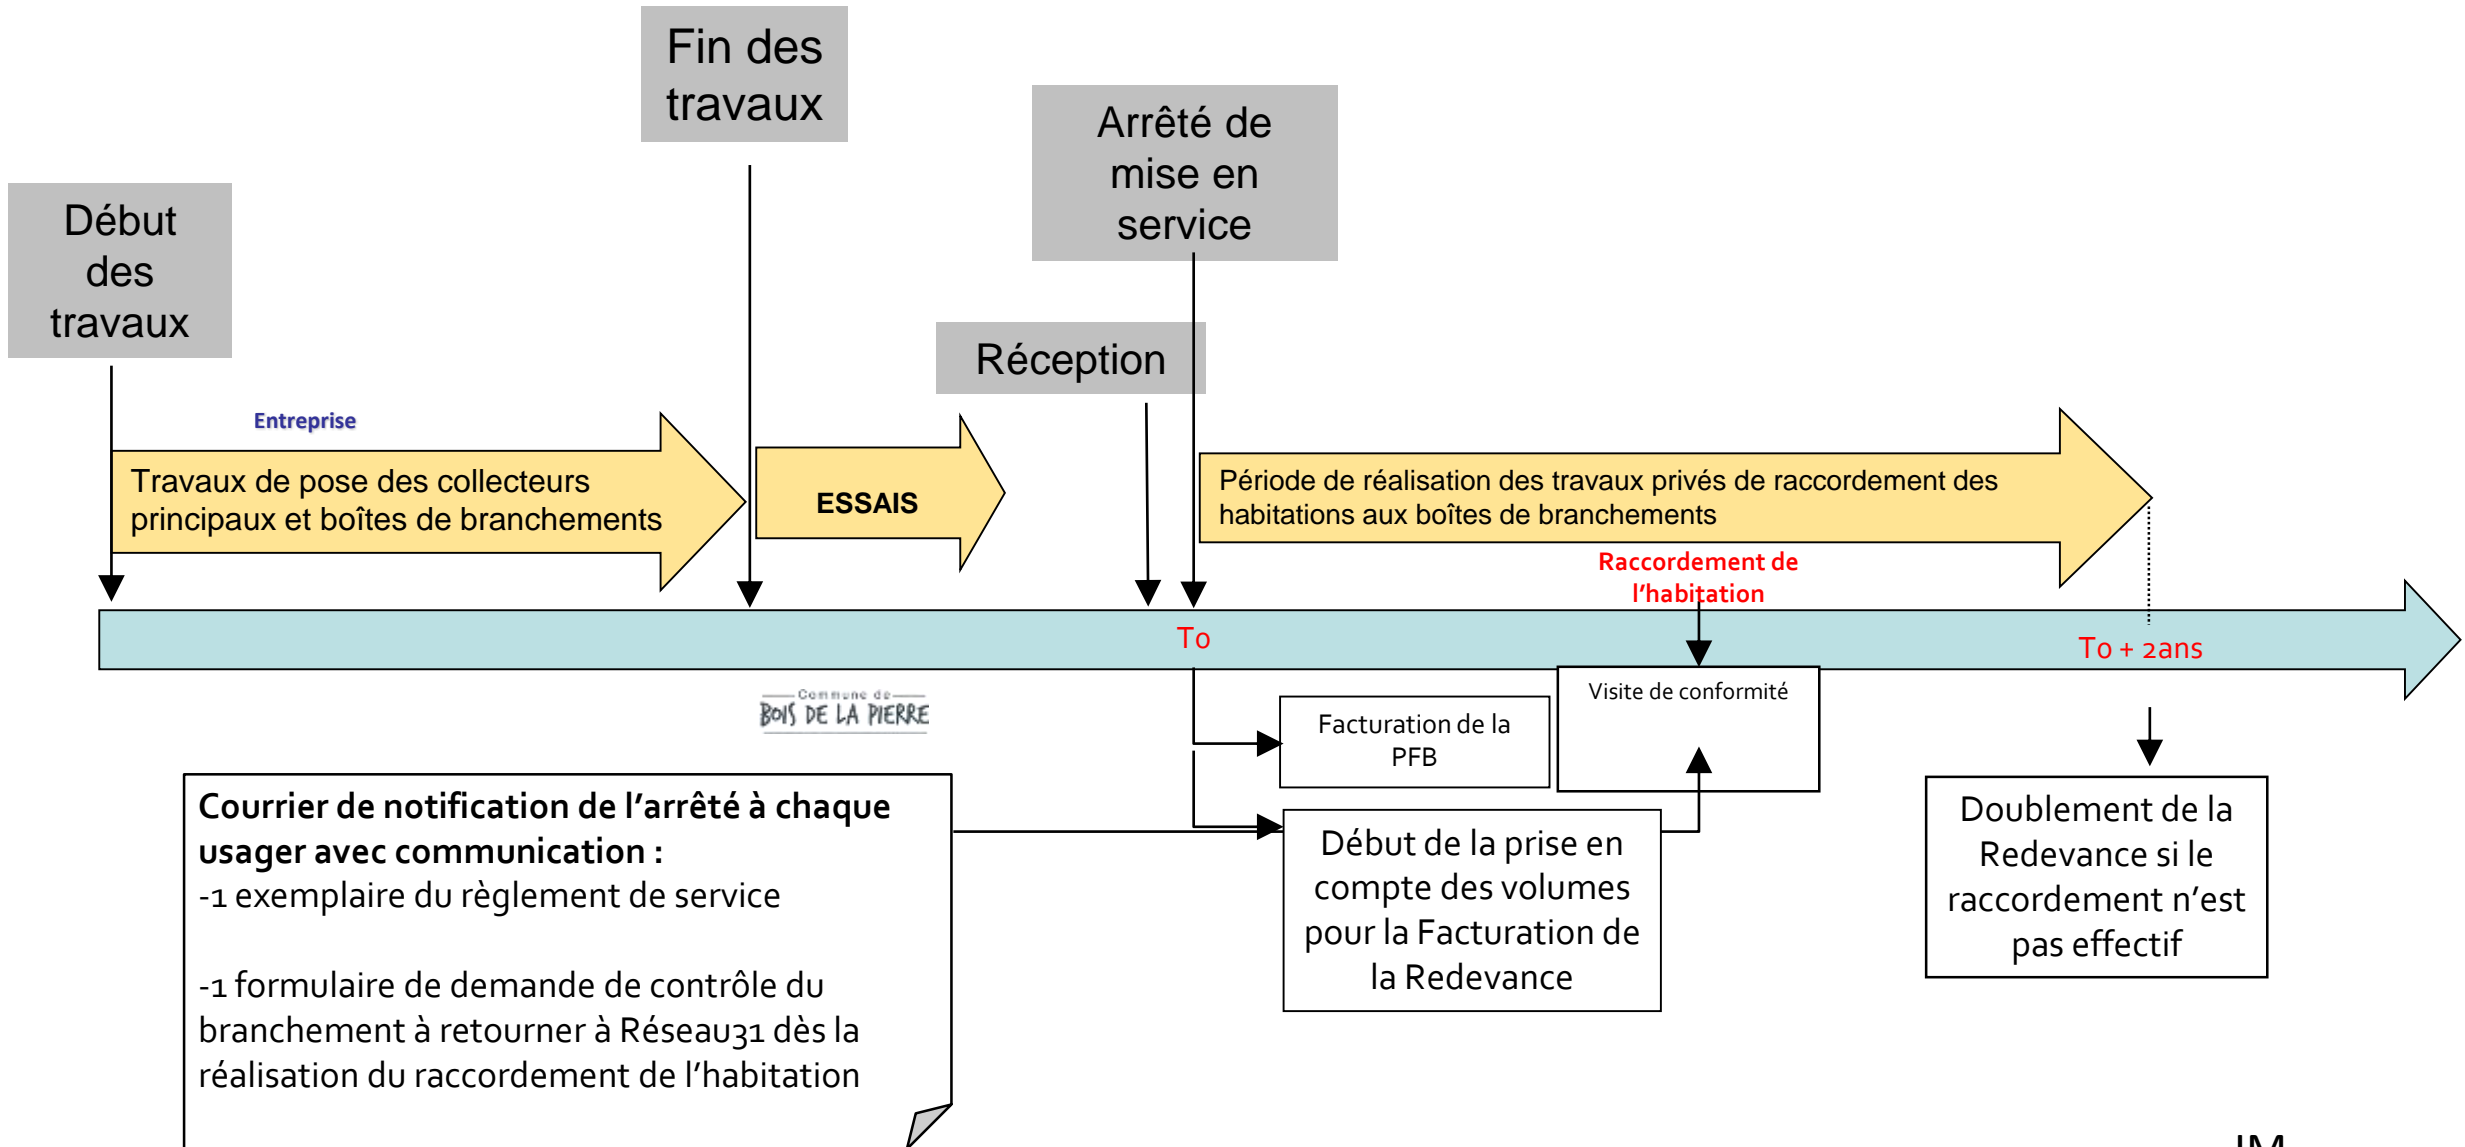 Fin des
travaux
Arrêté de
mise en
service
Début
des
travaux
Réception
Entreprise
Travaux de pose des collecteurs
principaux et boîtes de branchements
ESSAIS
Période de réalisation des travaux privés de raccordement des
habitations aux boîtes de branchements
Raccordement de
l'habitation
T0
T0 + 2ans
Commune de
BOIS DE LA PIERRE
Facturation de la
PFB
Visite de conformité
Courrier de notification de l'arrêté à chaque
usager avec communication :
-1 exemplaire du règlement de service
-1 formulaire de demande de contrôle du
branchement à retourner à Réseau31 dès la
réalisation du raccordement de l'habitation
Début de la prise en
compte des volumes
pour la Facturation de
la Redevance
Doublement de la
Redevance si le
raccordement n'est
pas effectif